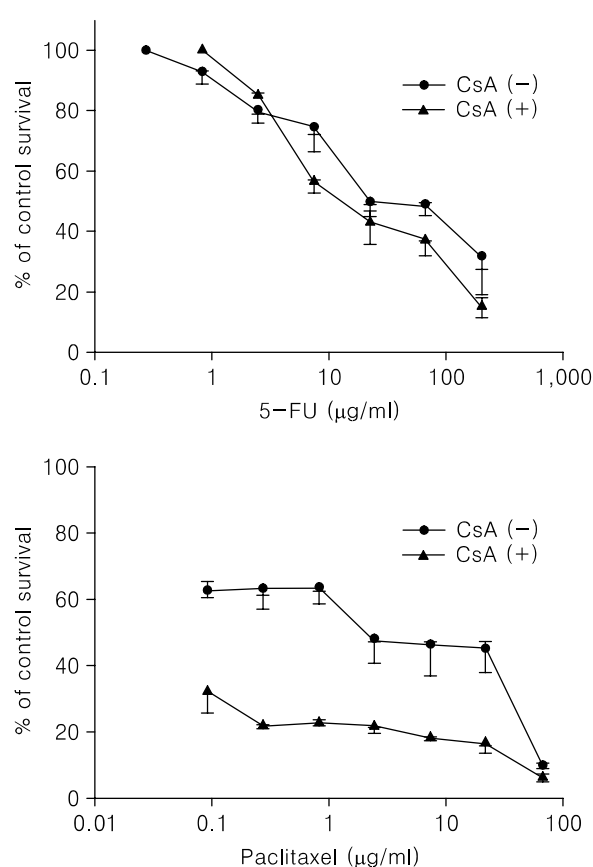 % of control survival
100
80
60
40
20
0
CsA (−)
CsA (+)
0.1 1 10 100 1,000
5−FU (μg/ml)
% of control survival
100
80
60
40
20
0
CsA (−)
CsA (+)
0.01 0.1 1 10 100
Paclitaxel (μg/ml)